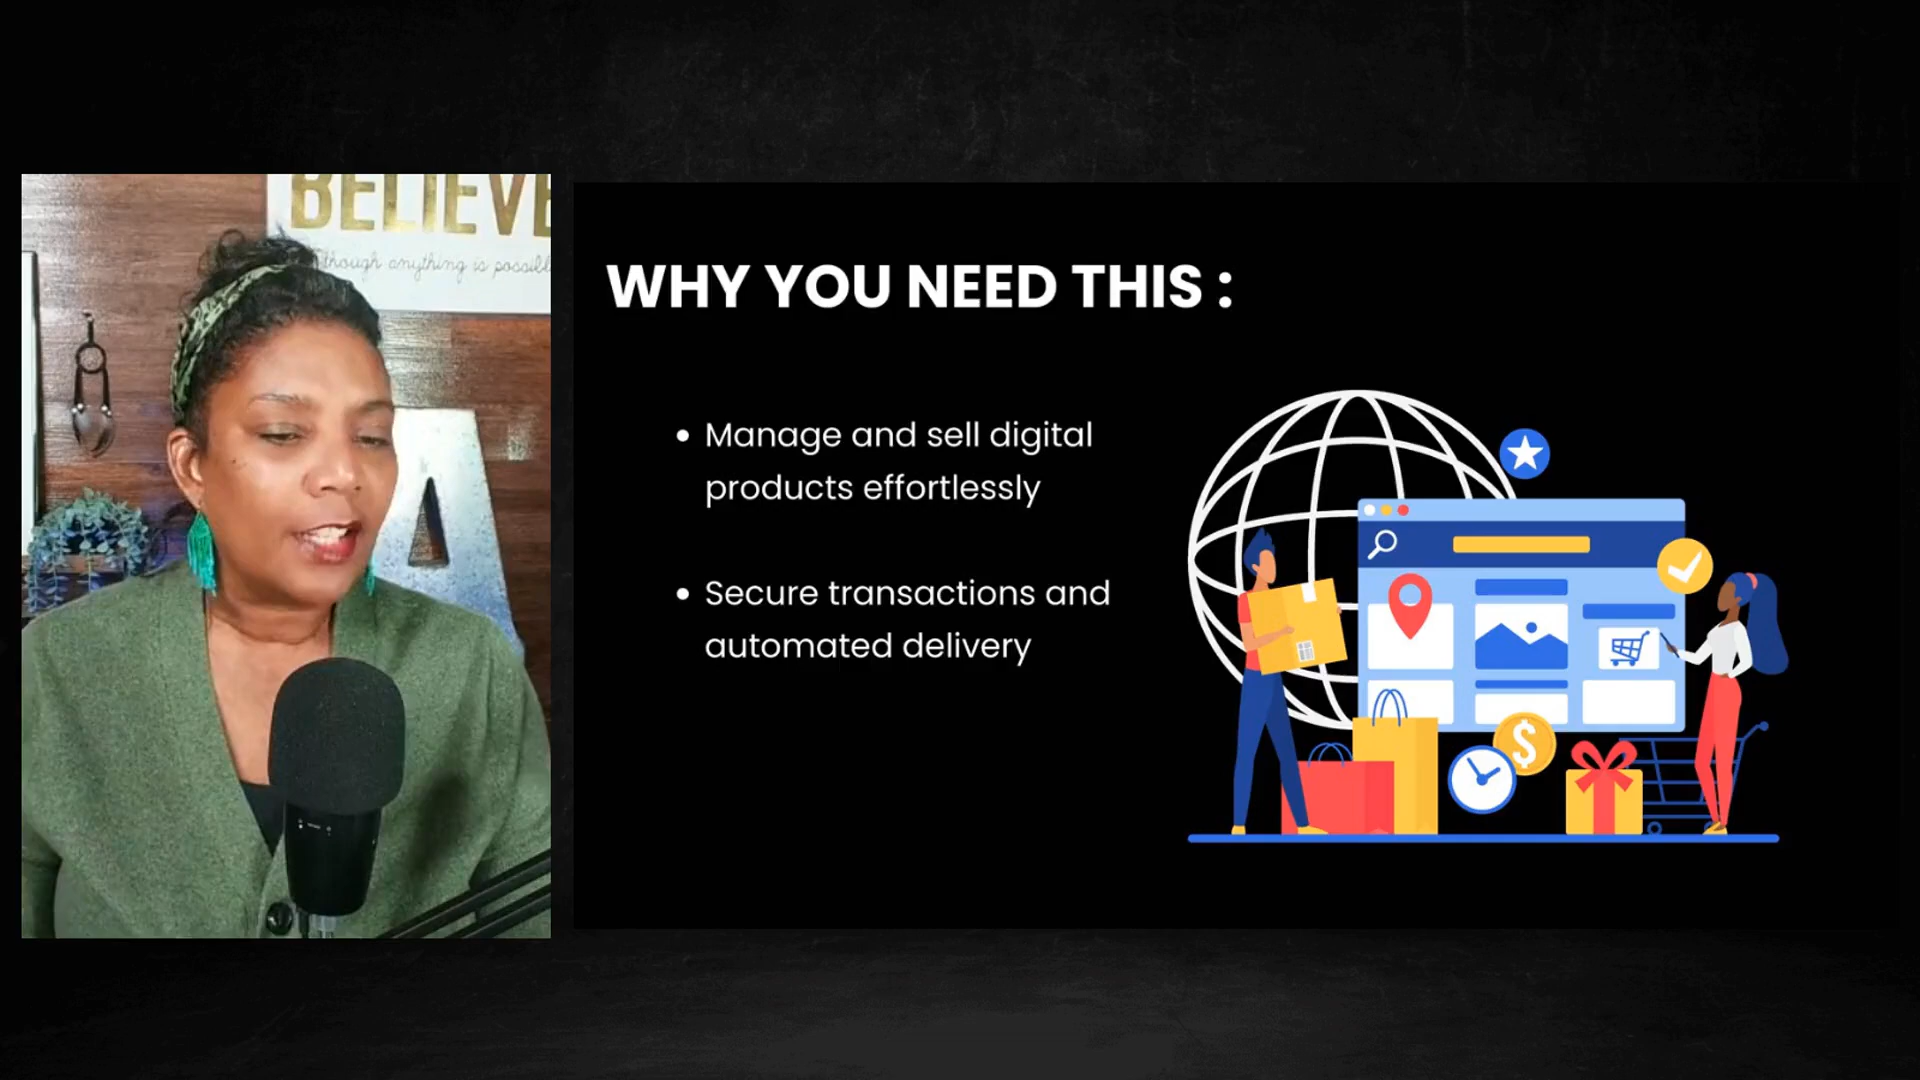 BELIEVE
though anything is possibl
WHY YOU NEED THIS :
• Manage and sell digital
products effortlessly
• Secure transactions and
automated delivery
A
$